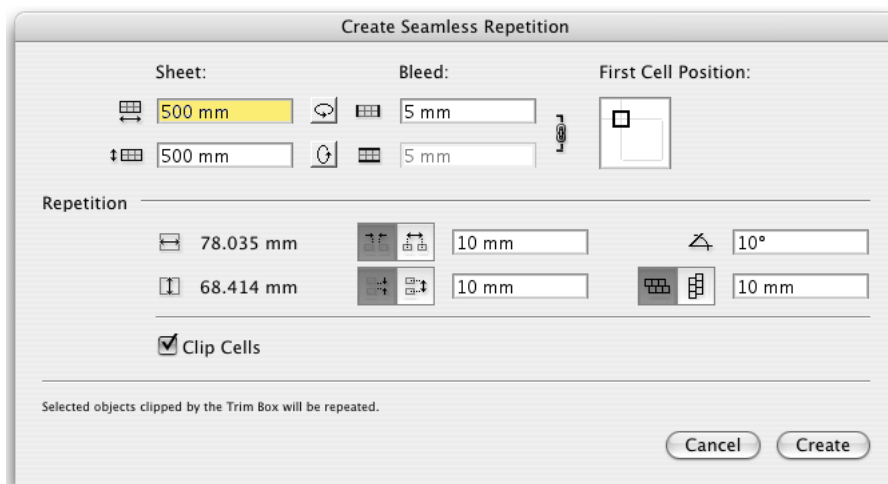 Create Seamless Repetition
Sheet: Bleed: First Cell Position:
500 mm 5 mm
500 mm 5 mm
Repetition
78.035 mm 10 mm 10°
68.414 mm 10 mm 10 mm
Clip Cells
Selected objects clipped by the Trim Box will be repeated.
Cancel Create